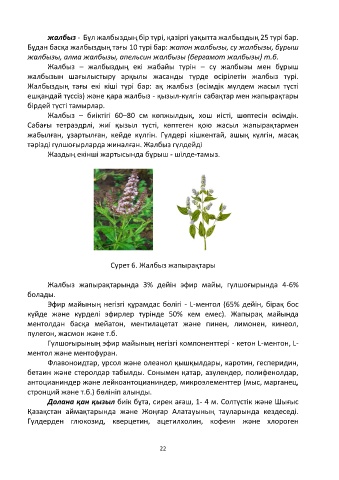 жалбыз - Бұл жалбыздың бір түрі, қазіргі уақытта жалбыздың 25 түрі бар.
Бұдан басқа жалбыздың тағы 10 түрі бар: жапон жалбызы, су жалбызы, бұрыш
жалбызы, алма жалбызы, апельсин жалбызы (бергамот жалбызы) т.б.
Жалбыз – жалбыздың екі жабайы түрін – су жалбызы мен бұрыш
жалбызын шағылыстыру арқылы жасанды түрде өсірілетін жалбыз түрі.
Жалбыздың тағы екі кіші түрі бар: ақ жалбыз (өсімдік мүлдем жасыл түсті
ешқандай түссіз) және қара жалбыз - қызыл-күлгін сабақтар мен жапырақтары
бірдей түсті тамырлар.
Жалбыз – биіктігі 60–80 см көпжылдық, хош иісті, шөптесін өсімдік.
Сабағы тетраэдрлі, жиі қызыл түсті, көптеген қою жасыл жапырақтармен
жабылған, ұзартылған, кейде күлгін. Гүлдері кішкентай, ашық күлгін, масақ
тәрізді гүлшоғырларда жиналған. Жалбыз гүлдейді
Жаздың екінші жартысында бұрыш - шілде-тамыз.
Сурет 6. Жалбыз жапырақтары
Жалбыз жапырақтарында 3% дейін эфир майы, гүлшоғырында 4-6%
болады.
Эфир майының негізгі құрамдас бөлігі - L-ментол (65% дейін, бірақ бос
күйде және күрделі эфирлер түрінде 50% кем емес). Жапырақ майында
ментолдан басқа мейатон, ментилацетат және пинен, лимонен, кинеол,
пулегон, жасмон және т.б.
Гүлшоғырының эфир майының негізгі компоненттері - кетон L-ментон, L-
ментол және ментофуран.
Флавоноидтар, урсол және олеанол қышқылдары, каротин, гесперидин,
бетаин және стеролдар табылды. Сонымен қатар, азулендер, полифенолдар,
антоцианиндер және лейкоантоцианиндер, микроэлементтер (мыс, марганец,
стронций және т.б.) бөлініп алынды.
Далана қан қызыл биік бұта, сирек ағаш, 1- 4 м. Солтүстік және Шығыс
Қазақстан аймақтарында және Жоңғар Алатауының тауларында кездеседі.
Гүлдерден глюкозид, кверцетин, ацетилхолин, кофеин және хлороген
22